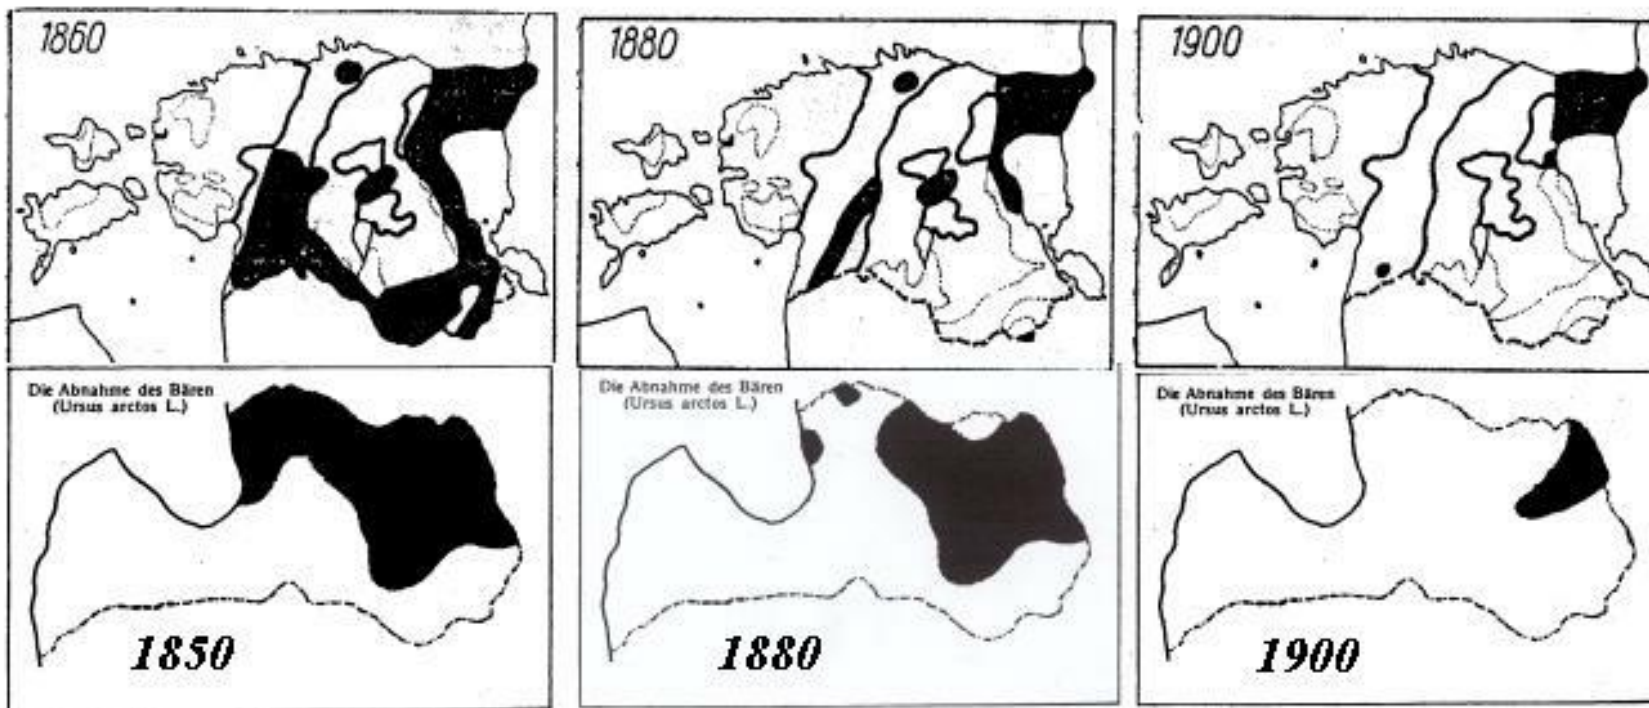 1860
1880
1900
Die Abnahme des Bären
(Ursus arctos L.)
1850
Die Abnahme des Bären
(Ursus arctos L.)
1880
Die Abnahme des Bären
(Ursus arctos L.)
1900